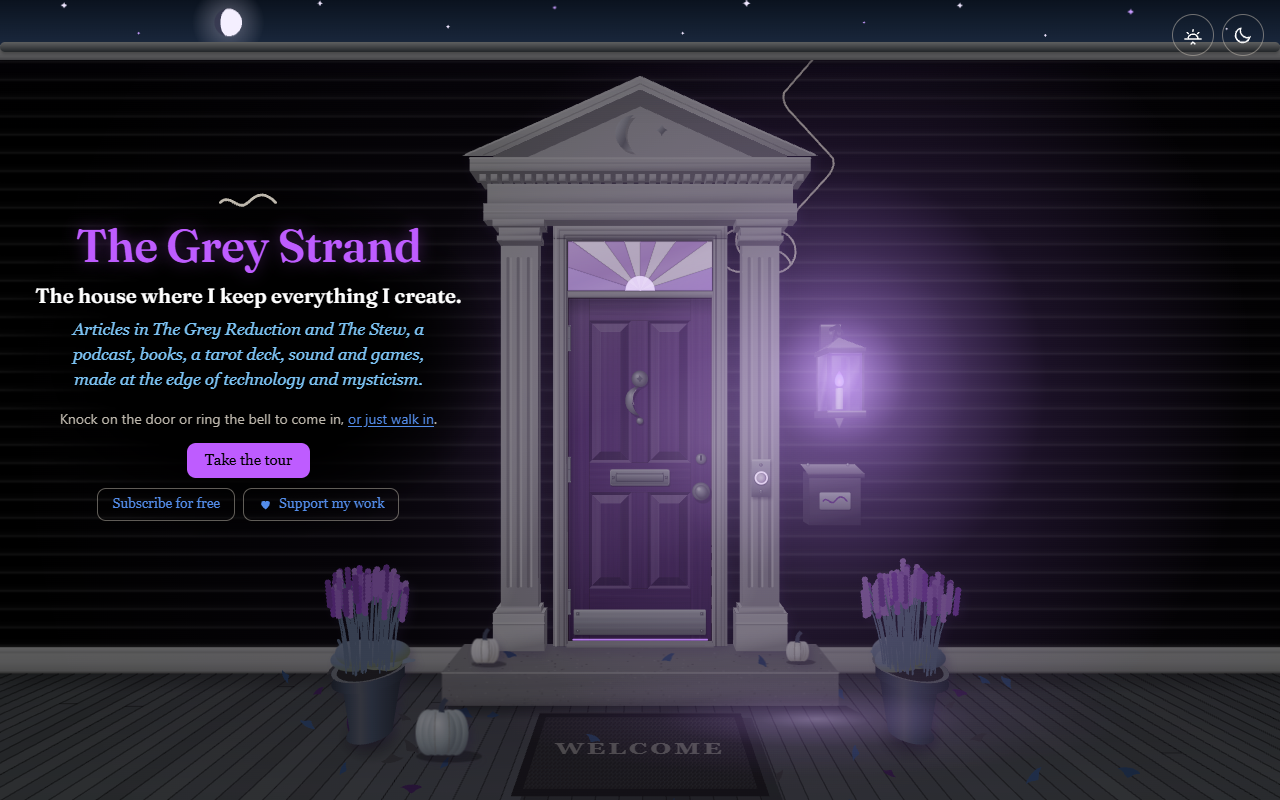 The Grey Strand
The house where I keep everything I create.
Articles in The Grey Reduction and The Stew, a
podcast, books, a tarot deck, sound and games,
made at the edge of technology and mysticism.
Knock on the door or ring the bell to come in, or just walk in.
Take the tour
Subscribe for free
Support my work
WELCOME